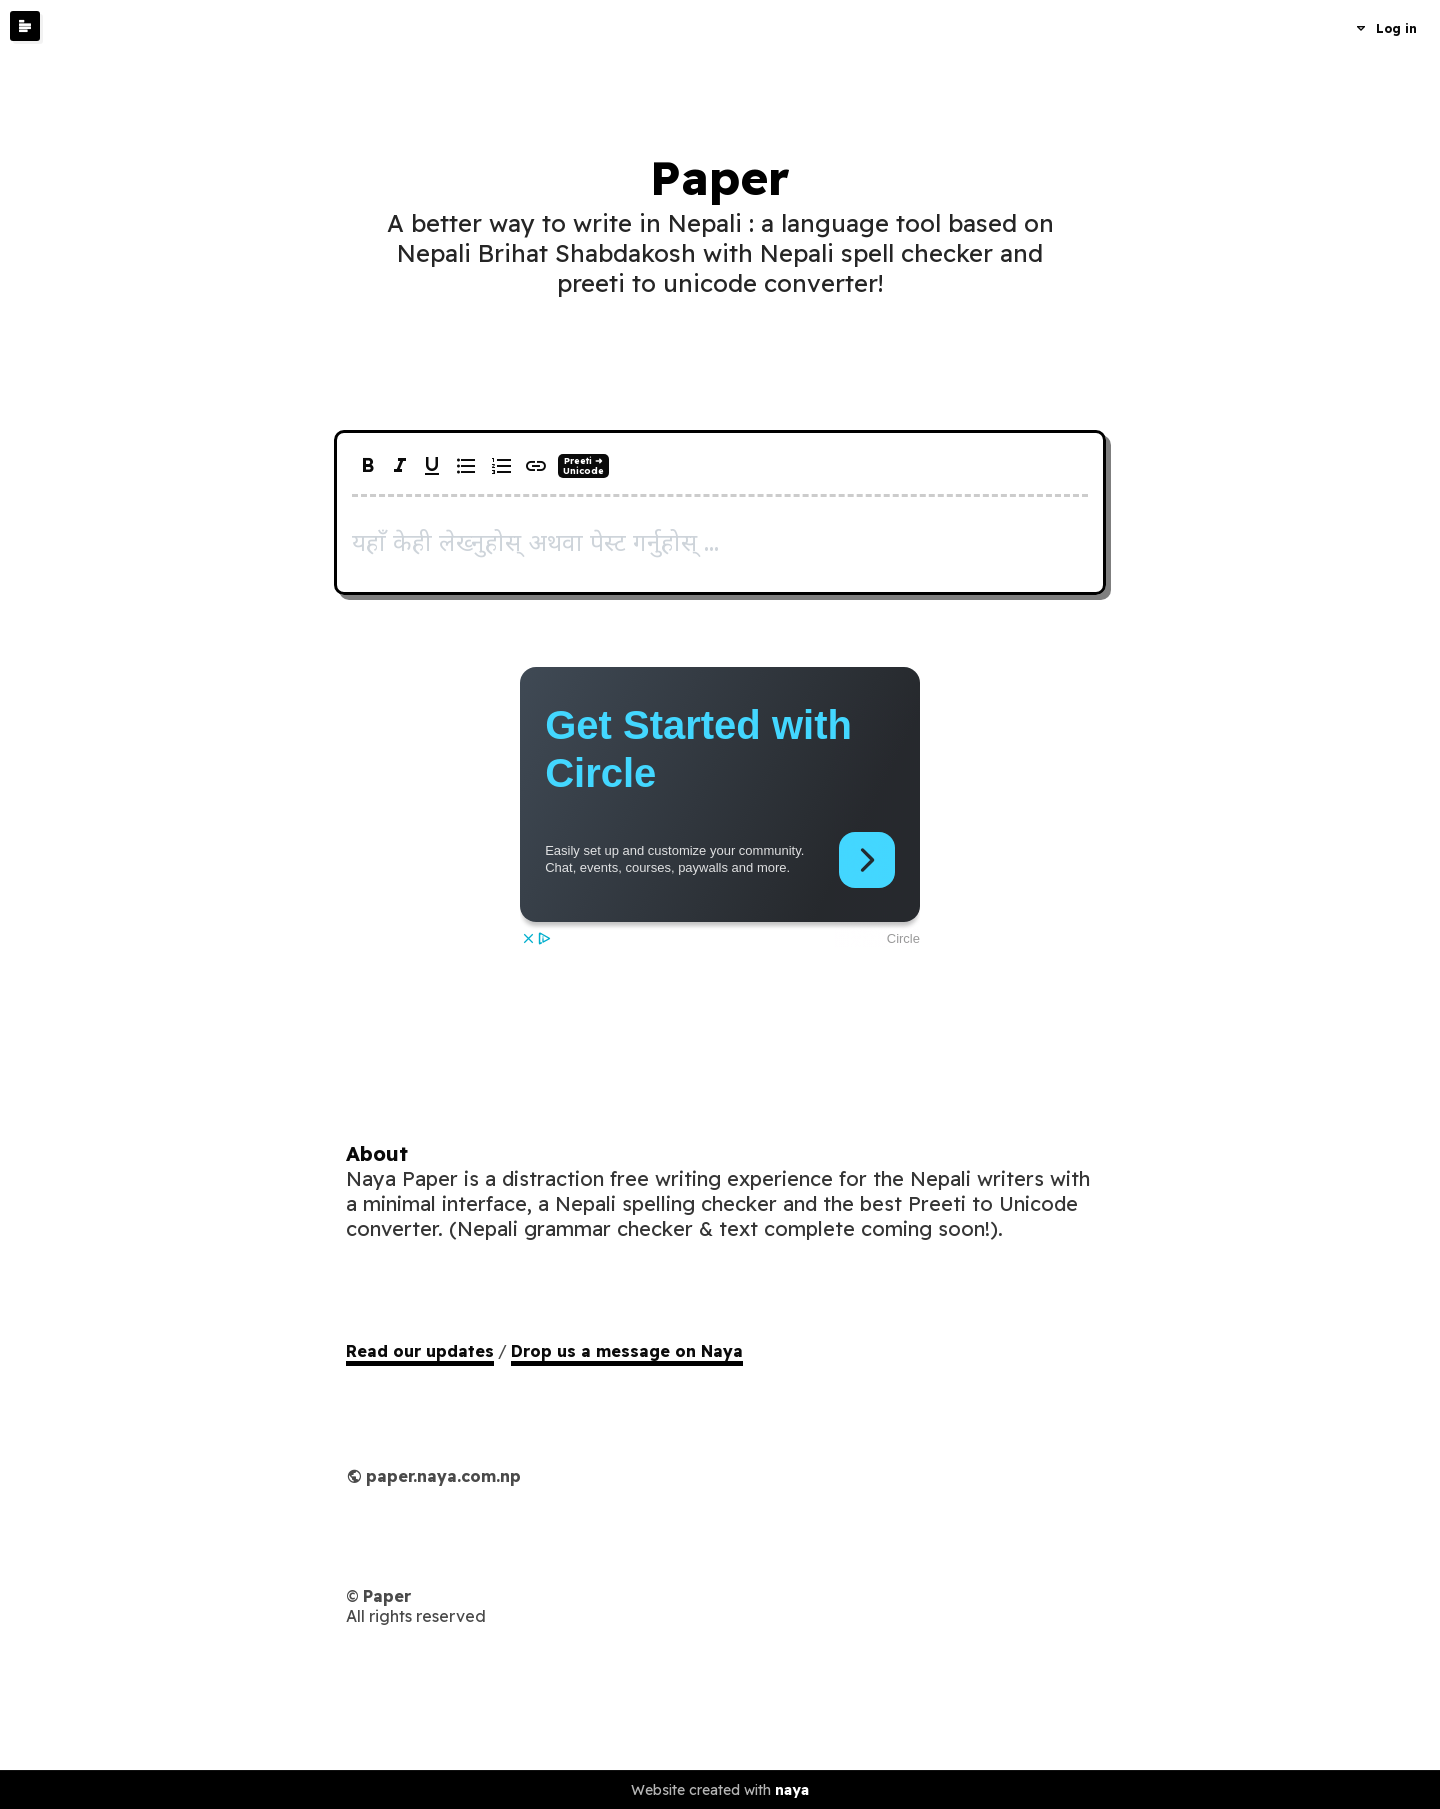 Log in
Paper
A better way to write in Nepali : a language tool based on
Nepali Brihat Shabdakosh with Nepali spell checker and
preeti to unicode converter!
Preeti →
Unicode
यहाँ केही लेख्नुहोस् अथवा पेस्ट गर्नुहोस् ...
Get Started with
Circle
Easily set up and customize your community.
Chat, events, courses, paywalls and more.
Circle
About
Naya Paper is a distraction free writing experience for the Nepali writers with
a minimal interface, a Nepali spelling checker and the best Preeti to Unicode
converter. (Nepali grammar checker & text complete coming soon!).
Read our updates / Drop us a message on Naya
paper.naya.com.np
© Paper
All rights reserved
Website created with naya